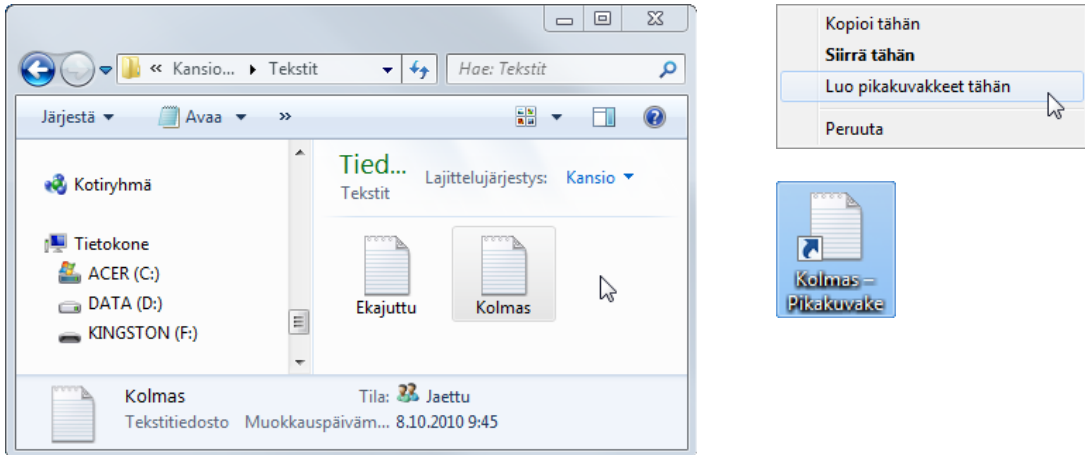 « Kansio... Tekstit
Hae: Tekstit
Järjestä Avaa »
Kotiryhmä
Tietokone
ACER (C:)
DATA (D:)
KINGSTON (F:)
Tied...
Tekstit
Lajittelujärjestys: Kansio
Ekajuttu
Kolmas
Kolmas
Tila: Jaettu
Tekstitiedosto Muokkauspäiväm... 8.10.2010 9:45
Kopioi tähän
Siirrä tähän
Luo pikakuvakkeet tähän
Peruuta
Kolmas –
Pikakuvake